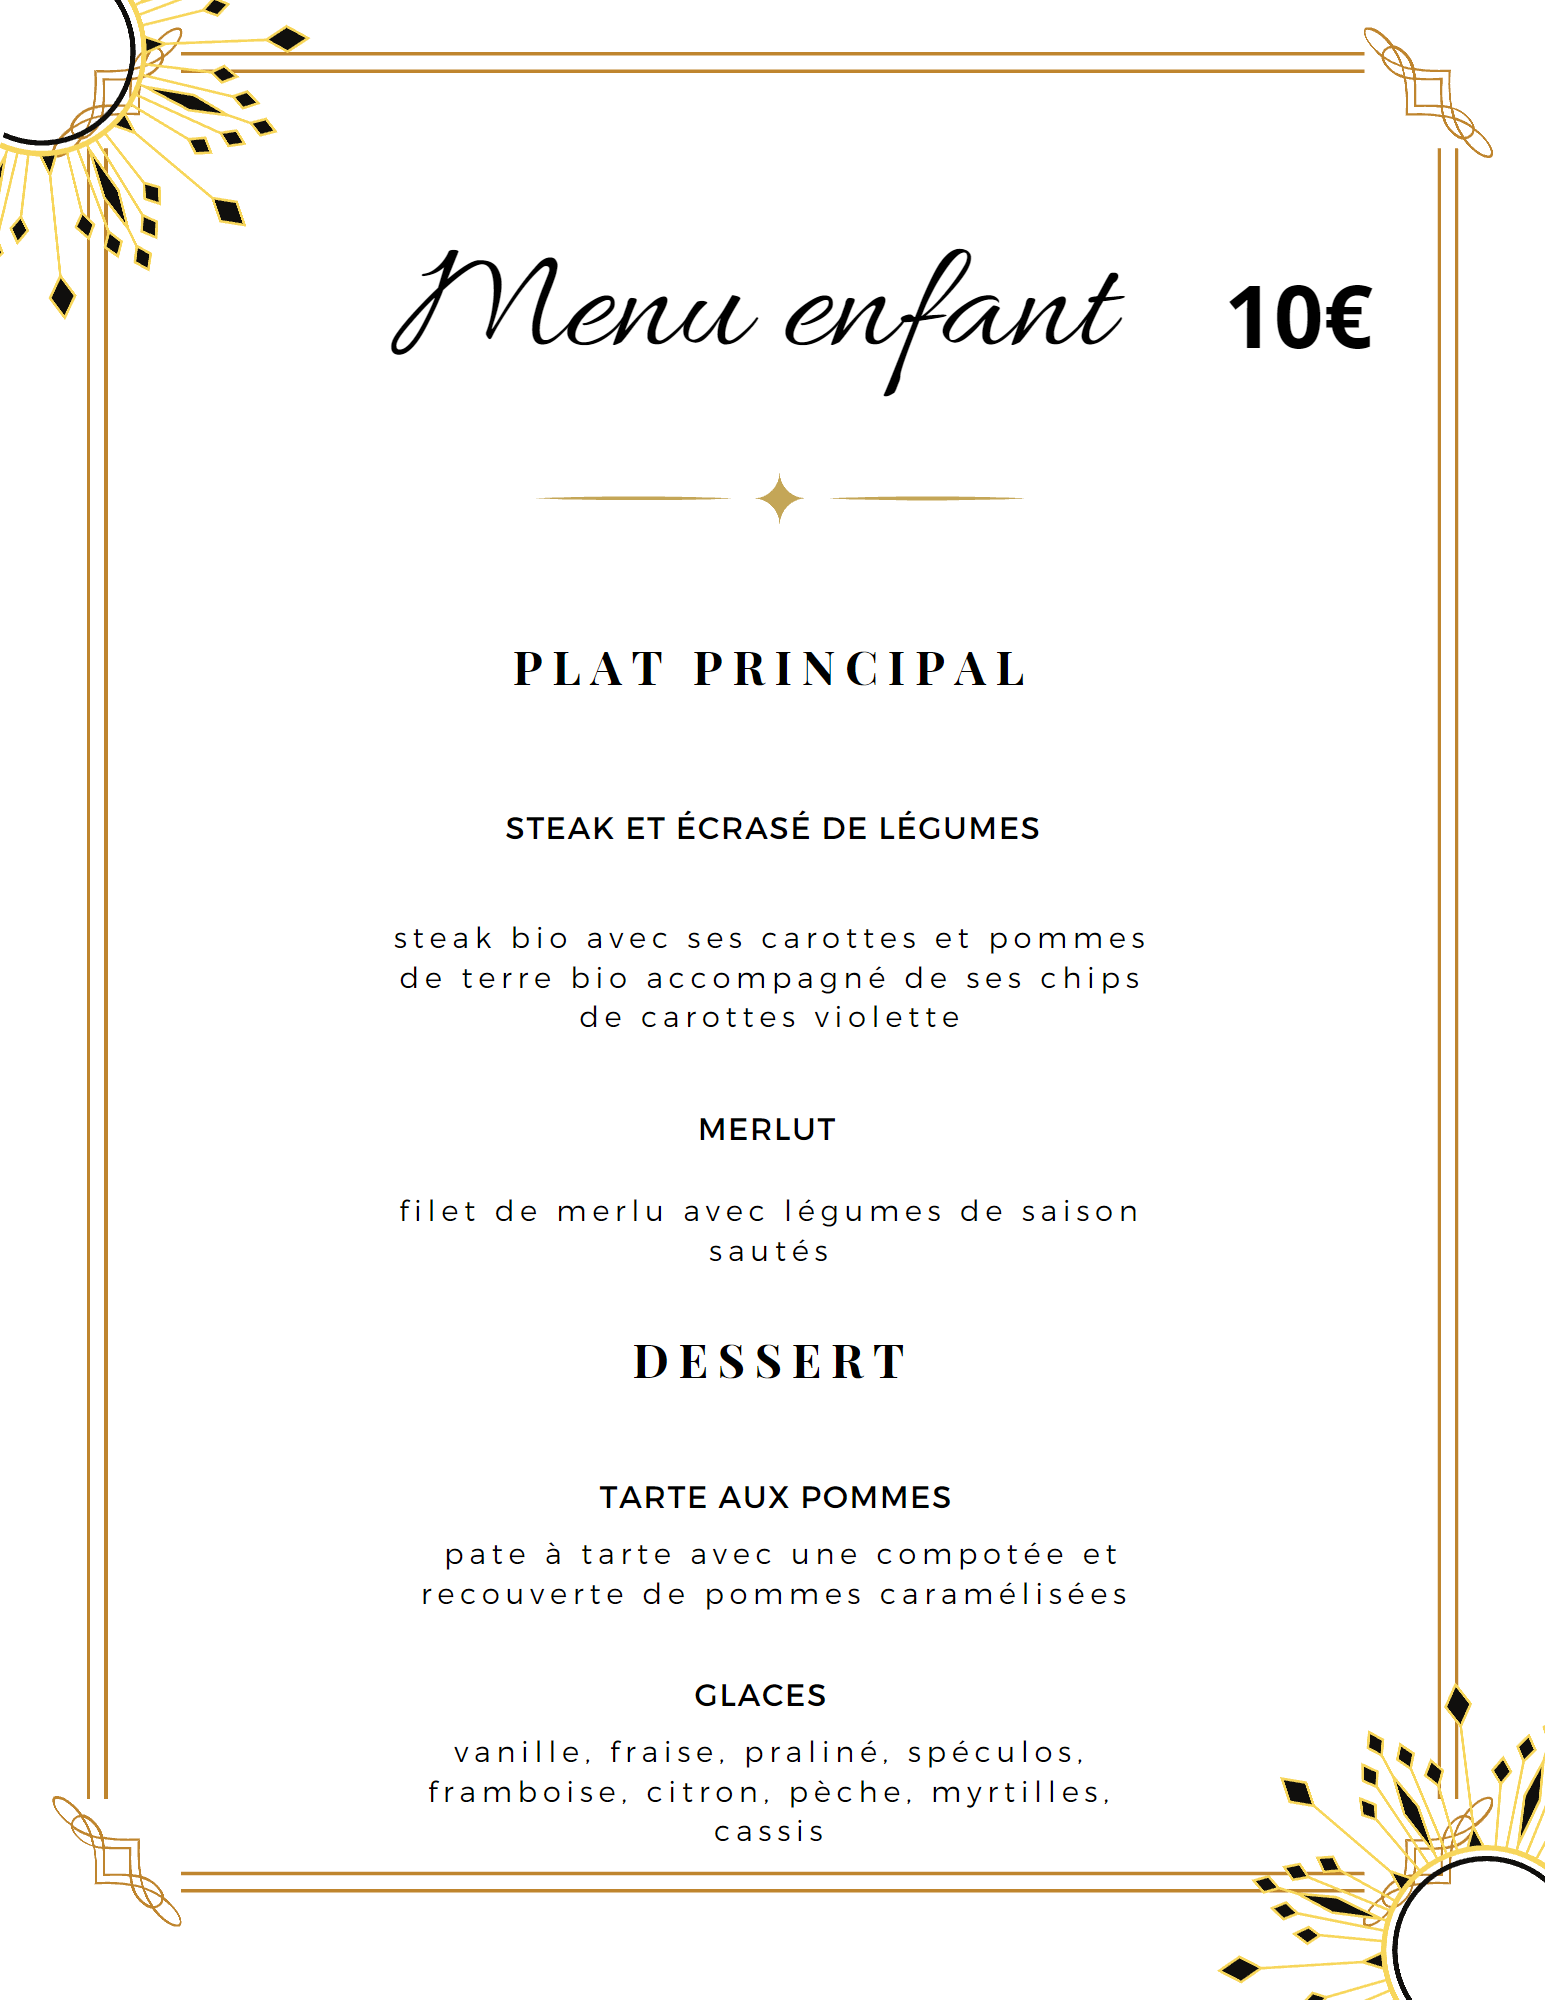 Menu enfant 10€
PLAT PRINCIPAL
STEAK ET ÉCRASÉ DE LÉGUMES
steak bio avec ses carottes et pommes
de terre bio accompagné de ses chips
de carottes violette
MERLUT
filet de merlu avec légumes de saison
sautés
DESSERT
TARTE AUX POMMES
pate à tarte avec une compotée et
recouverte de pommes caramélisées
GLACES
vanille, fraise, praliné, spéculos,
framboise, citron, pèche, myrtilles,
cassis